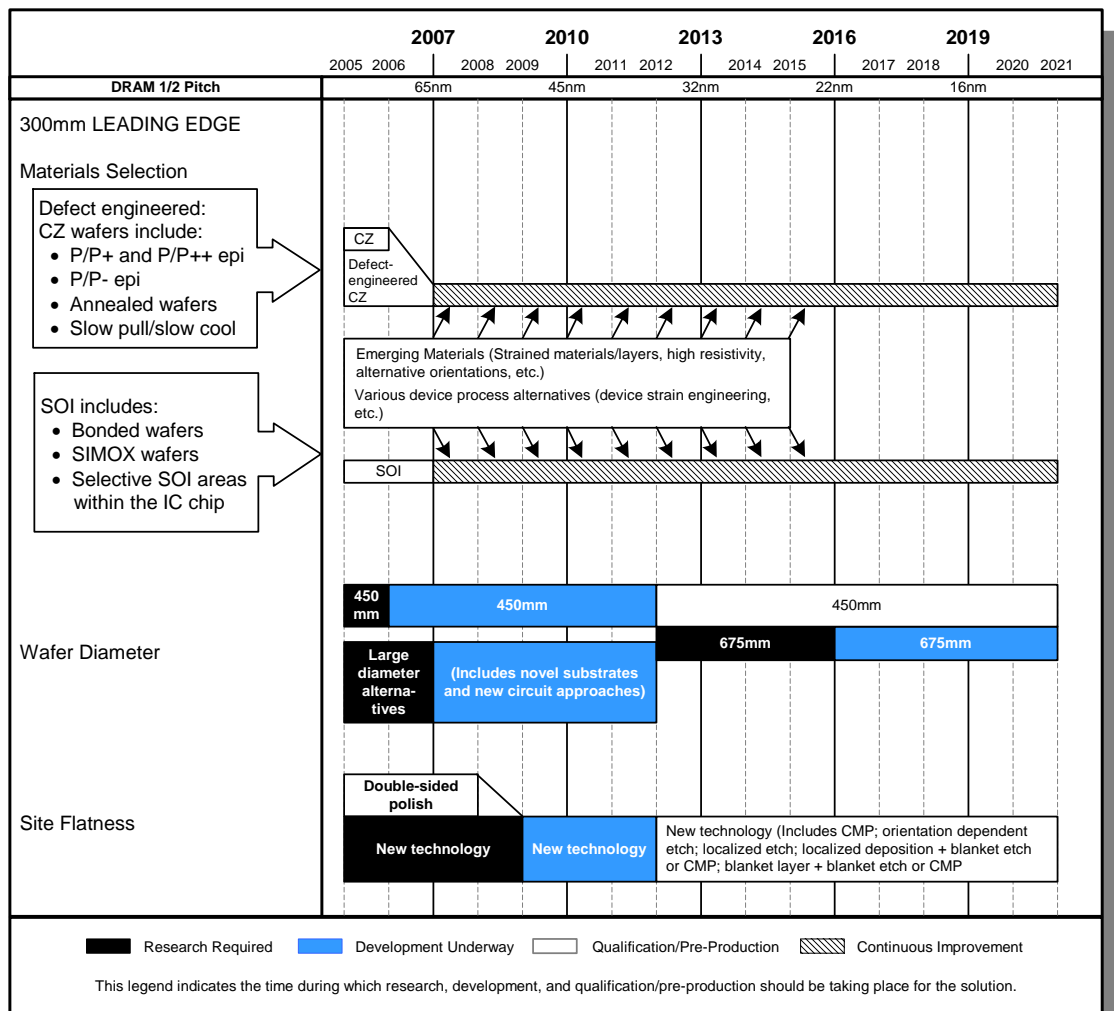 2007 2010 2013 2016 2019
2005 2006 2008 2009 2011 2012 2014 2015 2017 2018 2020 2021
DRAM 1/2 Pitch 65nm 45nm 32nm 22nm 16nm
300mm LEADING EDGE
Materials Selection
Defect engineered:
CZ wafers include:
• P/P+ and P/P++ epi
• P/P- epi
• Annealed wafers
• Slow pull/slow cool
CZ
Defect-
engineered
CZ
Emerging Materials (Strained materials/layers, high resistivity,
alternative orientations, etc.)
Various device process alternatives (device strain engineering,
etc.)
SOI includes:
• Bonded wafers
• SIMOX wafers
• Selective SOI areas
within the IC chip
SOI
Wafer Diameter
450
mm
450mm
450mm
675mm
675mm
Large
diameter
alterna-
tives
(Includes novel substrates
and new circuit approaches)
Site Flatness
Double-sided
polish
New technology
New technology
New technology (Includes CMP; orientation dependent
etch; localized etch; localized deposition + blanket etch
or CMP; blanket layer + blanket etch or CMP
Research Required
Development Underway
Qualification/Pre-Production
Continuous Improvement
This legend indicates the time during which research, development, and qualification/pre-production should be taking place for the solution.